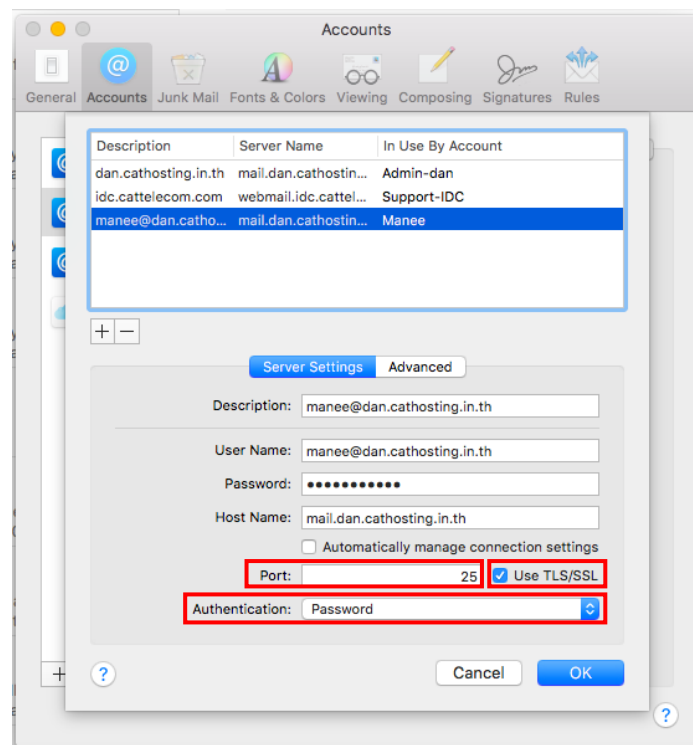 Accounts
General Accounts Junk Mail Fonts & Colors Viewing Composing Signatures Rules
Description Server Name In Use By Account
dan.cathosting.in.th mail.dan.cathostin... Admin-dan
idc.cattelecom.com webmail.idc.cattel... Support-IDC
manee@dan.catho... mail.dan.cathostin... Manee
+ −
Server Settings Advanced
Description: manee@dan.cathosting.in.th
User Name: manee@dan.cathosting.in.th
Password: •••••••••••
Host Name: mail.dan.cathosting.in.th
Automatically manage connection settings
Port: 25 Use TLS/SSL
Authentication: Password
+ ? Cancel OK
?